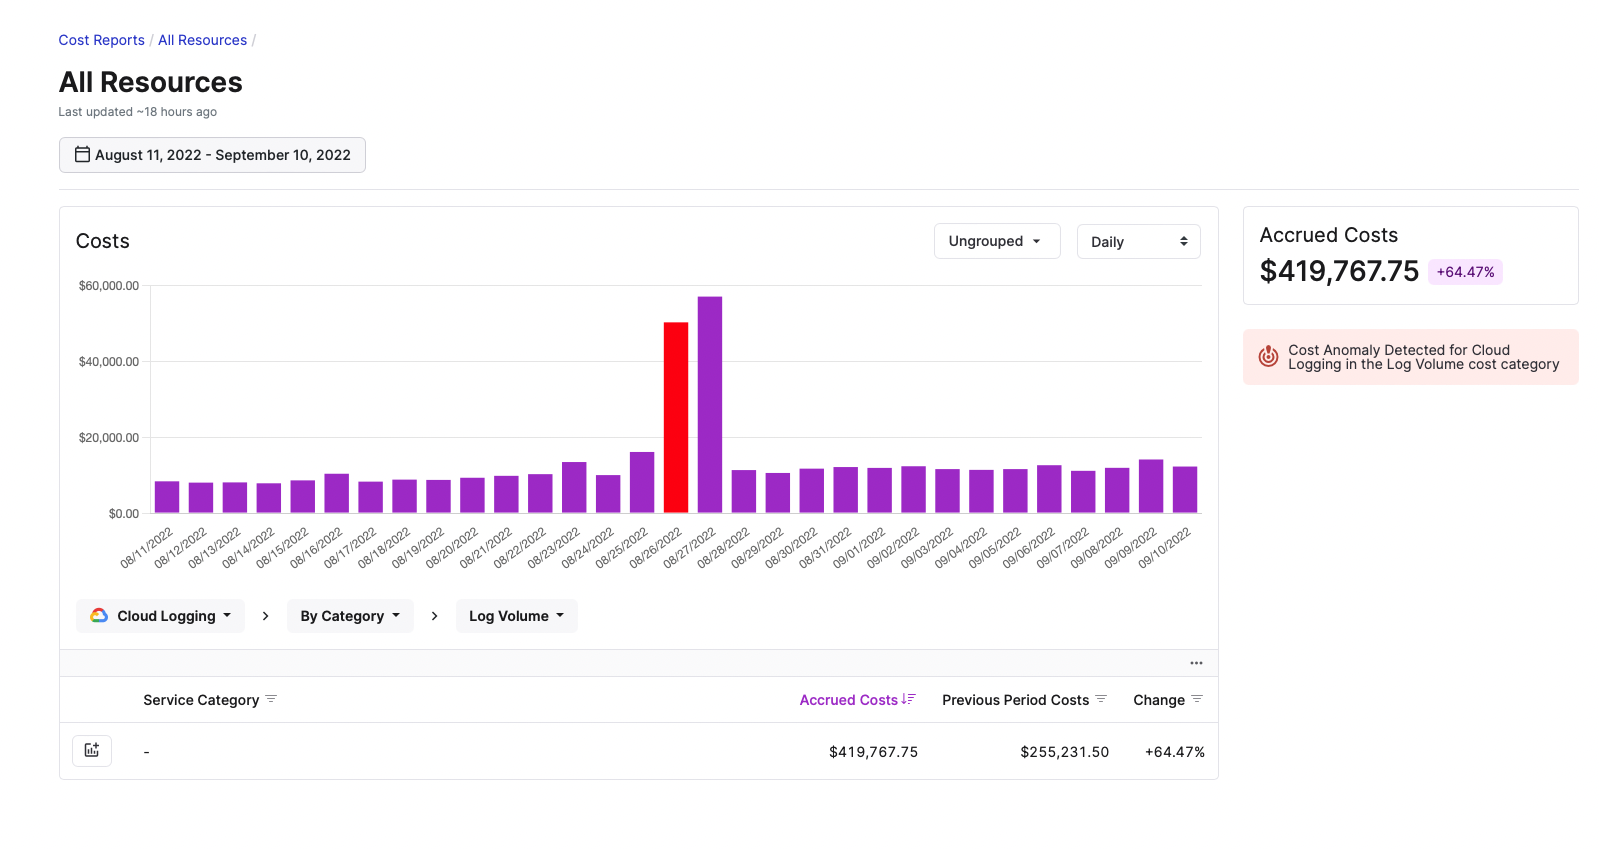 Cost Reports / All Resources /
All Resources
Last updated ~18 hours ago
August 11, 2022 - September 10, 2022
Costs
Ungrouped
Daily
$60,000.00
$40,000.00
$20,000.00
$0.00
08/11/2022
08/12/2022
08/13/2022
08/14/2022
08/15/2022
08/16/2022
08/17/2022
08/18/2022
08/19/2022
08/20/2022
08/21/2022
08/22/2022
08/23/2022
08/24/2022
08/25/2022
08/26/2022
08/27/2022
08/28/2022
08/29/2022
08/30/2022
08/31/2022
09/01/2022
09/02/2022
09/03/2022
09/04/2022
09/05/2022
09/06/2022
09/07/2022
09/08/2022
09/09/2022
09/10/2022
Cloud Logging > By Category > Log Volume
Service Category Accrued Costs Previous Period Costs Change
- $419,767.75 $255,231.50 +64.47%
Accrued Costs
$419,767.75 +64.47%
Cost Anomaly Detected for Cloud
Logging in the Log Volume cost category